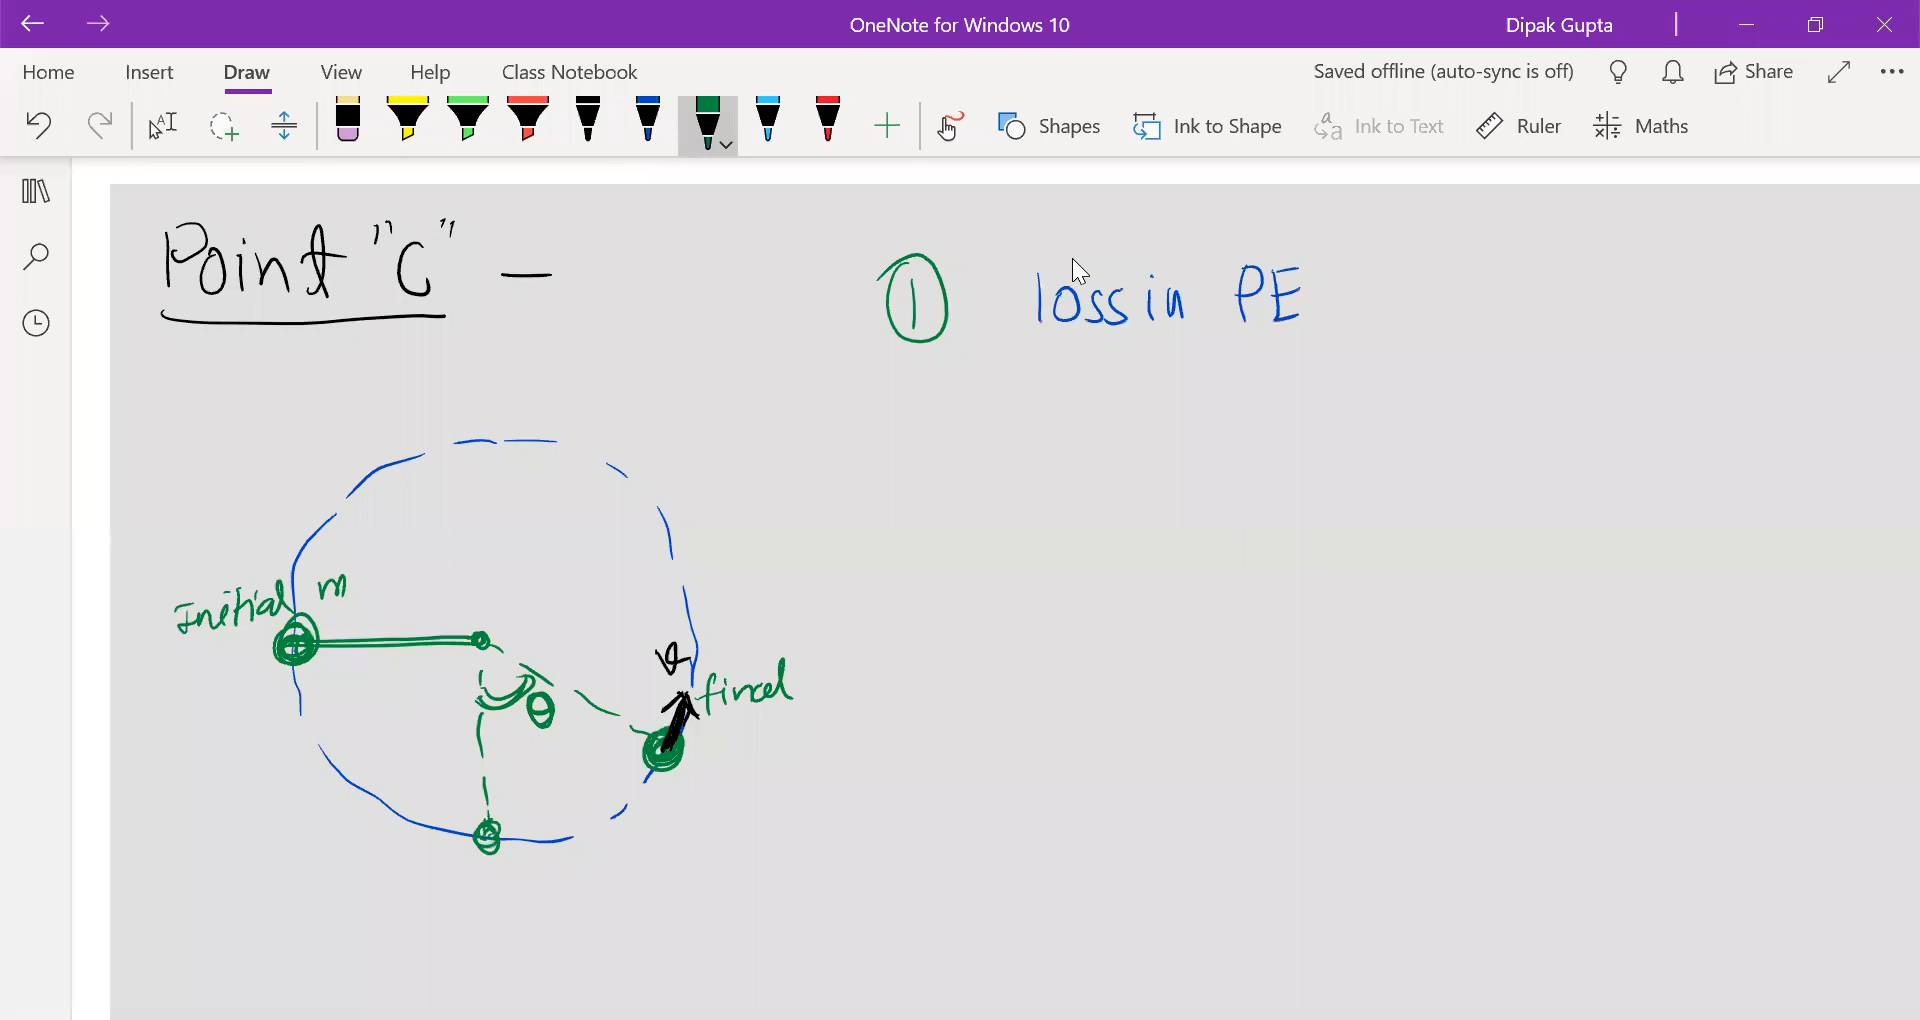 OneNote for Windows 10
Dipak Gupta
Home Insert Draw View Help Class Notebook
Saved offline (auto-sync is off) Share
Shapes Ink to Shape Ink to Text Ruler Maths
Point "C" —
① loss in PE
Initial m
v
final
θ